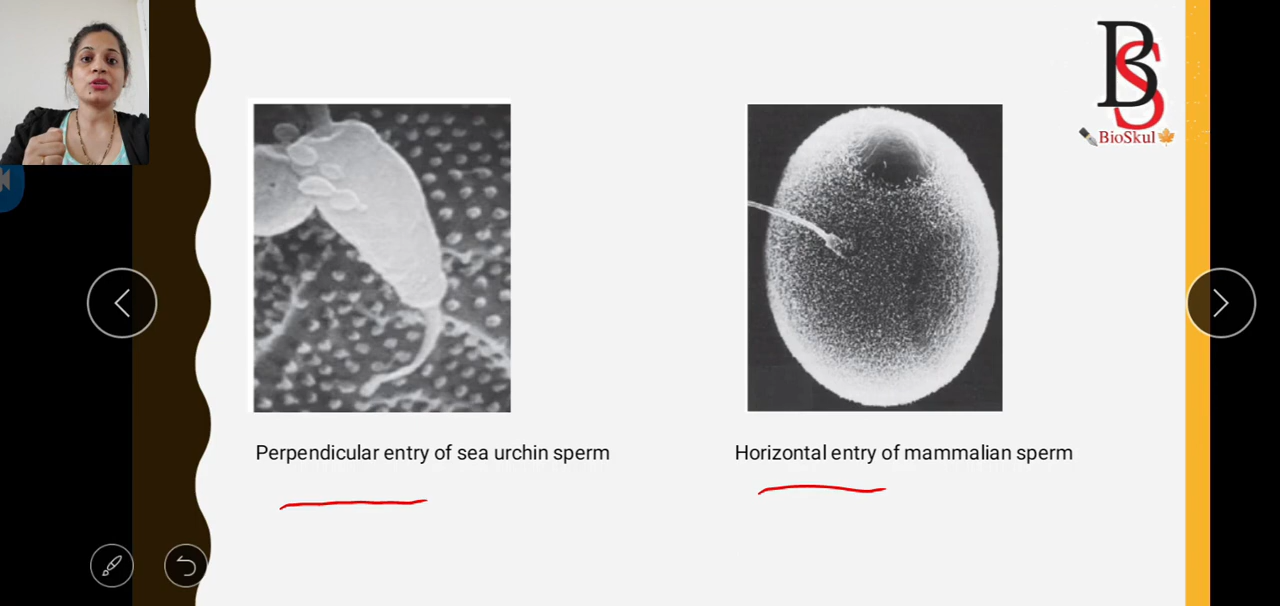 BS
BioSkul
Perpendicular entry of sea urchin sperm
Horizontal entry of mammalian sperm